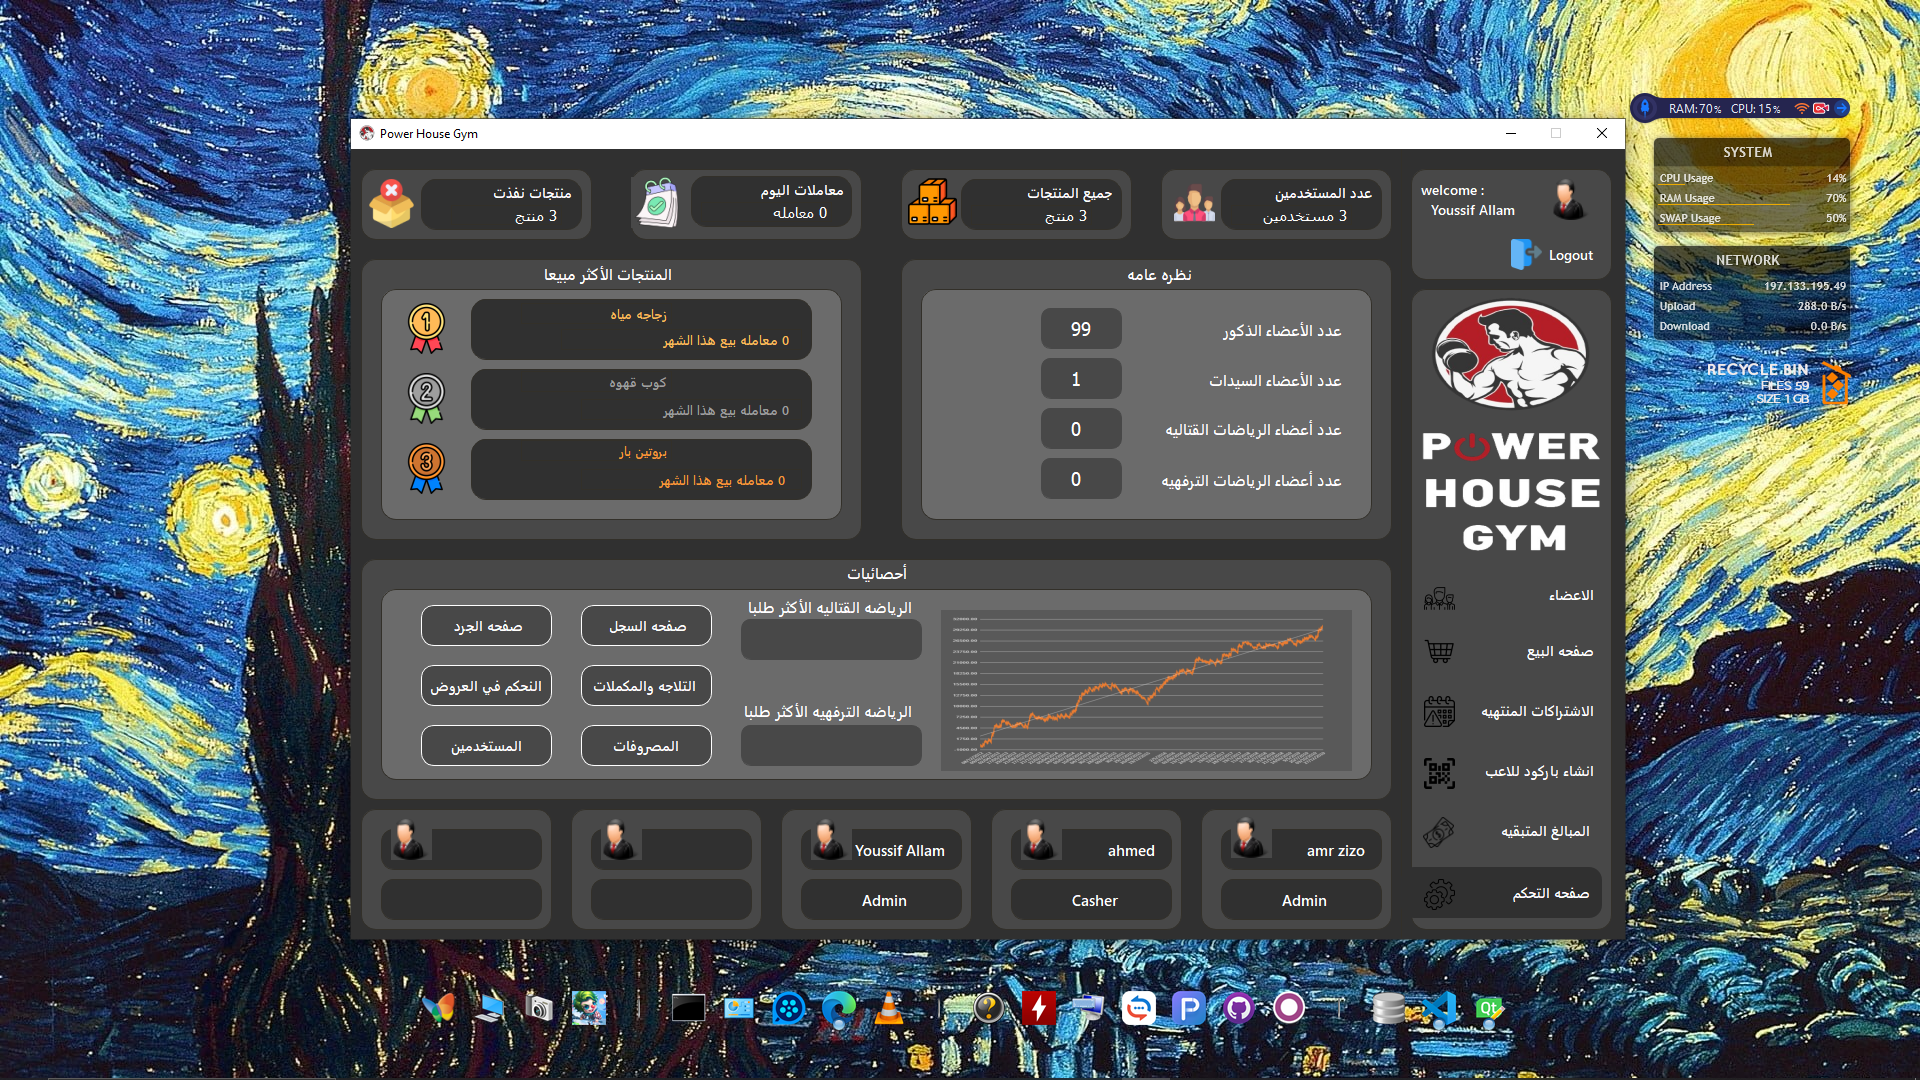 Power House Gym
منتجات نفذت
3 منتج
معاملات اليوم
0 معامله
جميع المنتجات
3 منتج
عدد المستخدمين
3 مستخدمين
welcome :
Youssif Allam
Logout
المنتجات الأكثر مبيعا
1
زجاجه مياه
0 معامله بيع هذا الشهر
2
كوب قهوه
0 معامله بيع هذا الشهر
3
بروتين بار
0 معامله بيع هذا الشهر
نظره عامه
عدد الأعضاء الذكور 99
عدد الأعضاء السيدات 1
عدد أعضاء الرياضات القتاليه 0
عدد أعضاء الرياضات الترفهيه 0
أحصائيات
صفحه الجرد
صفحه السجل
التحكم في العروض
التلاجه والمكملات
المستخدمين
المصروفات
الرياضه القتاليه الأكثر طلبا
الرياضه الترفهيه الأكثر طلبا
Youssif Allam
Admin
ahmed
Casher
amr zizo
Admin
POWER
HOUSE
GYM
الاعضاء
صفحه البيع
الاشتراكات المنتهيه
انشاء باركود للاعب
المبالغ المتبقيه
صفحه التحكم
RAM:70% CPU:15%
SYSTEM
CPU Usage 14%
RAM Usage 70%
SWAP Usage 50%
NETWORK
IP Address 197.133.195.49
Upload 288.0 B/s
Download 0.0 B/s
RECYCLE BIN
FILES 59
SIZE 1 GB
?
P
Qt